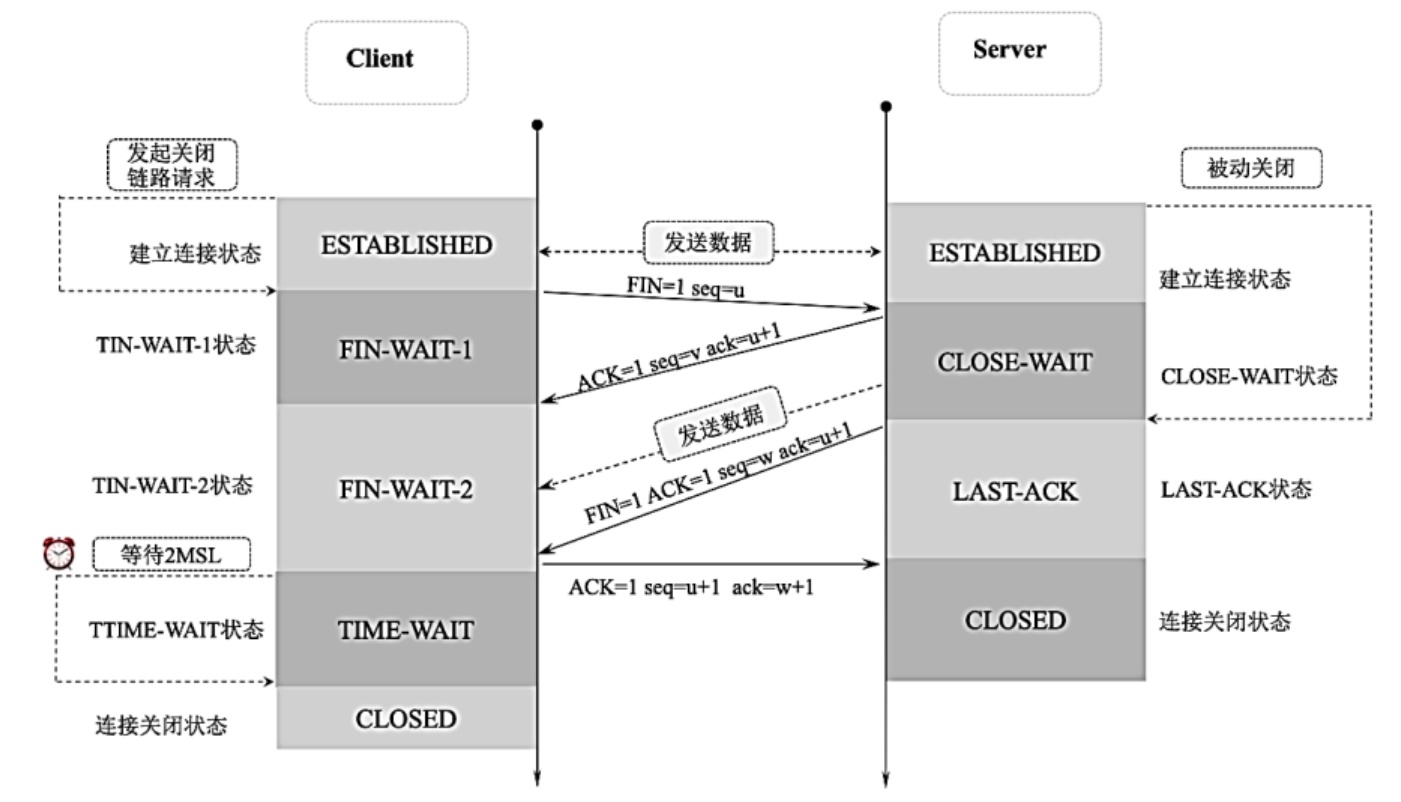 Client
Server
发起关闭
链路请求
被动关闭
建立连接状态
ESTABLISHED
发送数据
ESTABLISHED
建立连接状态
FIN=1 seq=u
TIN-WAIT-1状态
FIN-WAIT-1
ACK=1 seq=v ack=u+1
CLOSE-WAIT
CLOSE-WAIT状态
发送数据
TIN-WAIT-2状态
FIN-WAIT-2
FIN=1 ACK=1 seq=w ack=u+1
LAST-ACK
LAST-ACK状态
等待2MSL
ACK=1 seq=u+1 ack=w+1
TTIME-WAIT状态
TIME-WAIT
CLOSED
连接关闭状态
连接关闭状态
CLOSED